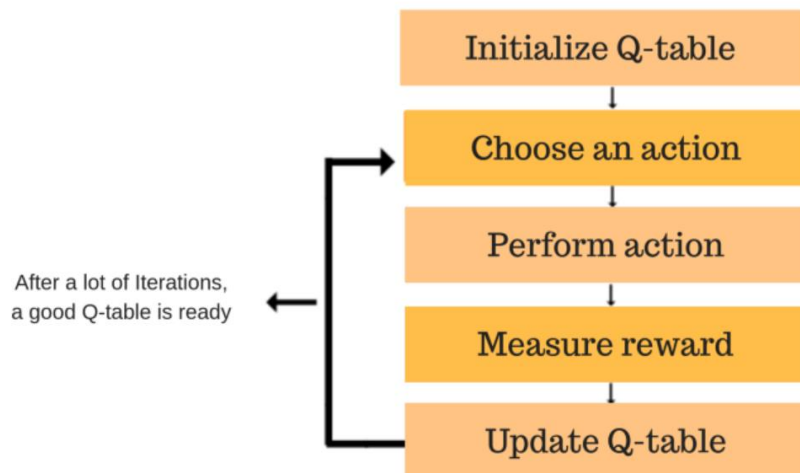 Initialize Q-table
Choose an action
Perform action
After a lot of Iterations,
a good Q-table is ready
Measure reward
Update Q-table